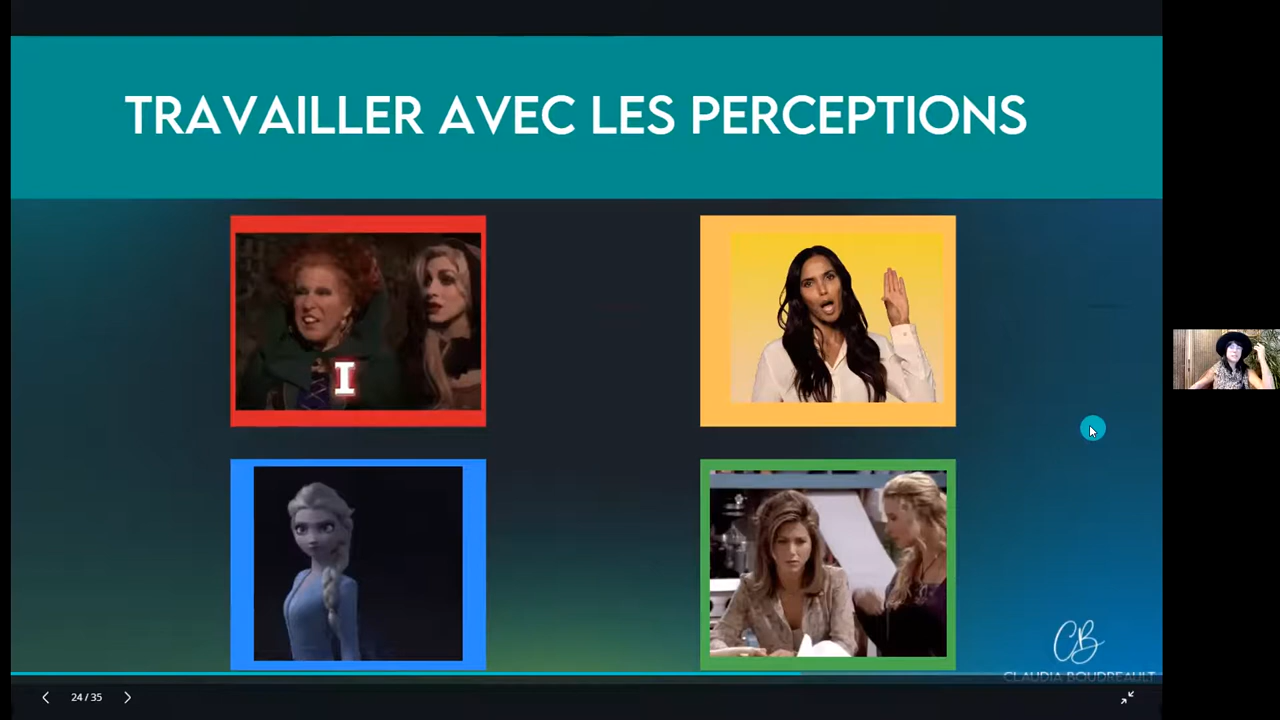 TRAVAILLER AVEC LES PERCEPTIONS
I
CB
CLAUDIA BOUDREAULT
24 / 35